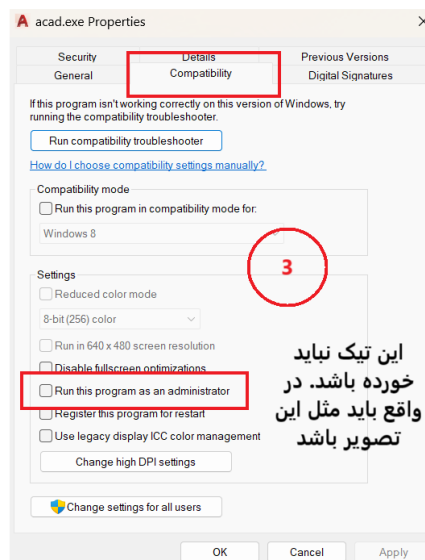 acad.exe Properties
Security Details Previous Versions
General Compatibility Digital Signatures
If this program isn't working correctly on this version of Windows, try
running the compatibility troubleshooter.
Run compatibility troubleshooter
How do I choose compatibility settings manually?
Compatibility mode
Run this program in compatibility mode for:
Windows 8
Settings
Reduced color mode
8-bit (256) color
Run in 640 x 480 screen resolution
Disable fullscreen optimizations
Run this program as an administrator
Register this program for restart
Use legacy display ICC color management
Change high DPI settings
3
این تیک نباید
خورده باشد. در
واقع باید مثل این
تصویر باشد
Change settings for all users
OK Cancel Apply